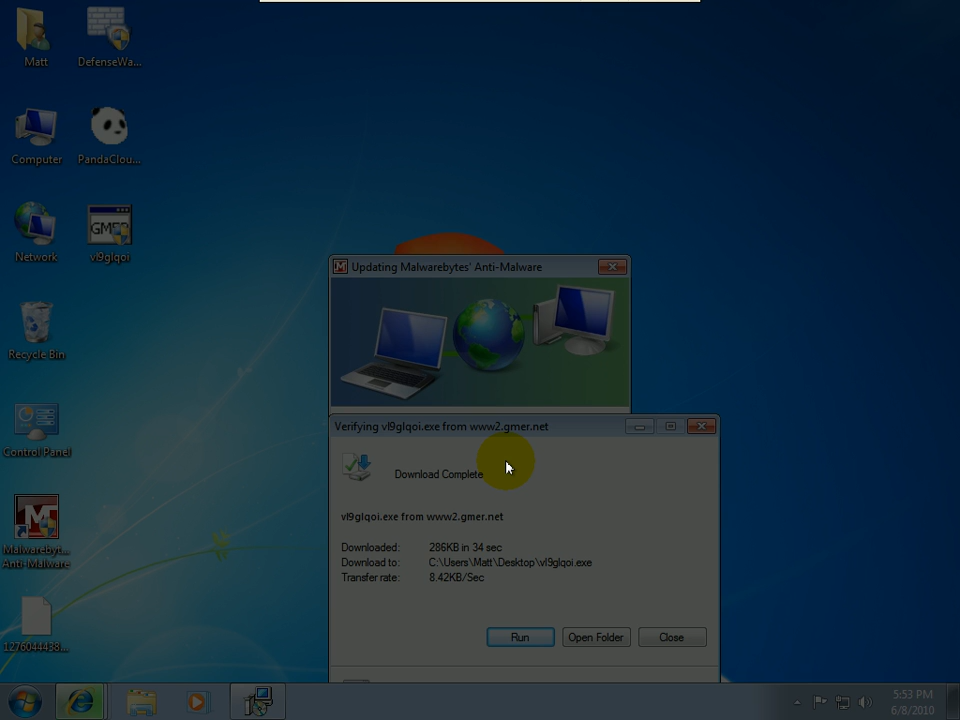 Matt
DefenseWa...
Computer
PandaClou...
Network
GMER
vl9glqoi
Recycle Bin
Control Panel
Malwareby...
Anti-Malware
1276044438...
Updating Malwarebytes' Anti-Malware
Verifying vl9glqoi.exe from www2.gmer.net
Download Complete
vl9glqoi.exe from www2.gmer.net
Downloaded: 286KB in 34 sec
Download to: C:\Users\Matt\Desktop\vl9glqoi.exe
Transfer rate: 8.42KB/Sec
Run
Open Folder
Close
5:53 PM
6/8/2010